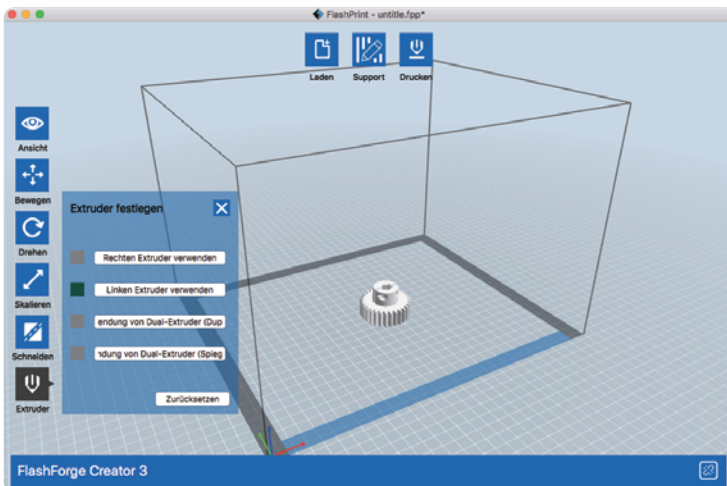 FlashPrint - untitle.fpp*
Laden
Support
Drucken
Ansicht
Bewegen
Drehen
Skalieren
Schneiden
Extruder
Extruder festlegen
Rechten Extruder verwenden
Linken Extruder verwenden
endung von Dual-Extruder (Dup
ndung von Dual-Extruder (Spieg
Zurücksetzen
FlashForge Creator 3